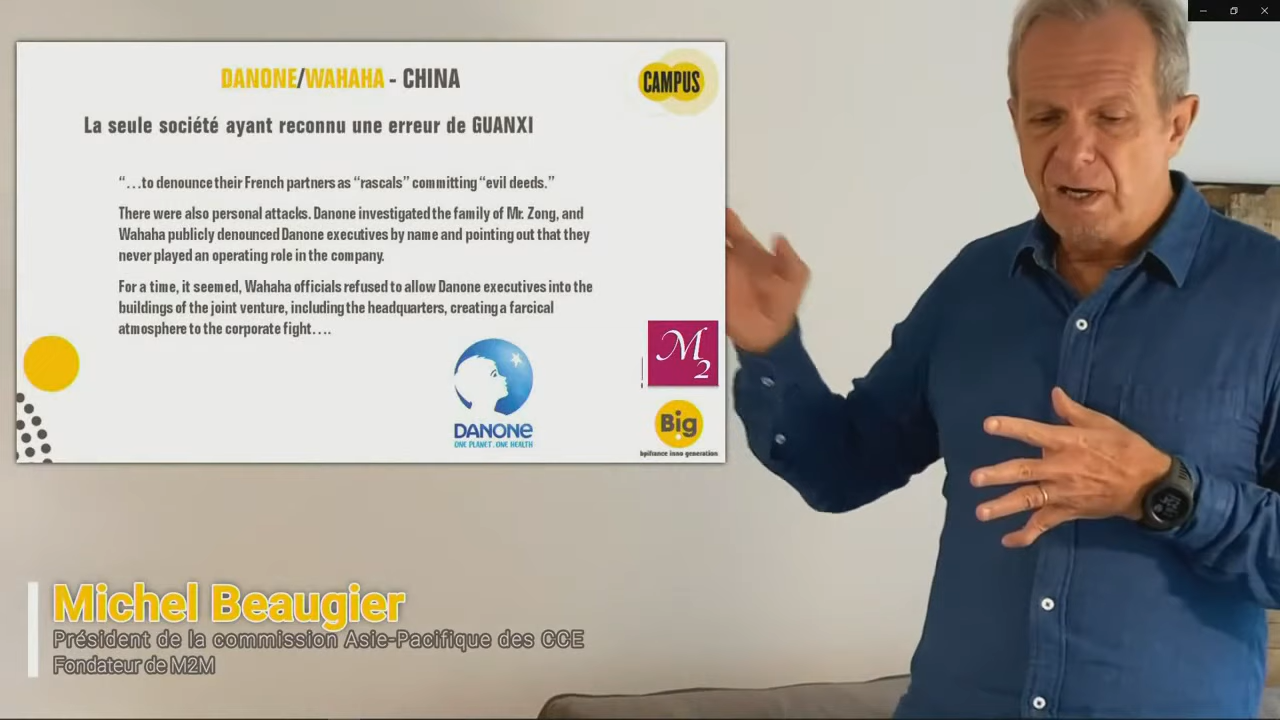 DANONE/WAHAHA - CHINA
CAMPUS
La seule société ayant reconnu une erreur de GUANXI
“…to denounce their French partners as “rascals” committing “evil deeds.”
There were also personal attacks. Danone investigated the family of Mr. Zong, and
Wahaha publicly denounced Danone executives by name and pointing out that they
never played an operating role in the company.
For a time, it seemed, Wahaha officials refused to allow Danone executives into the
buildings of the joint venture, including the headquarters, creating a farcical
atmosphere to the corporate fight….
M2
DANONE
ONE PLANET. ONE HEALTH
Big
bpifrance inno generation
Michel Beaugier
Président de la commission Asie-Pacifique des CCE
Fondateur de M2M